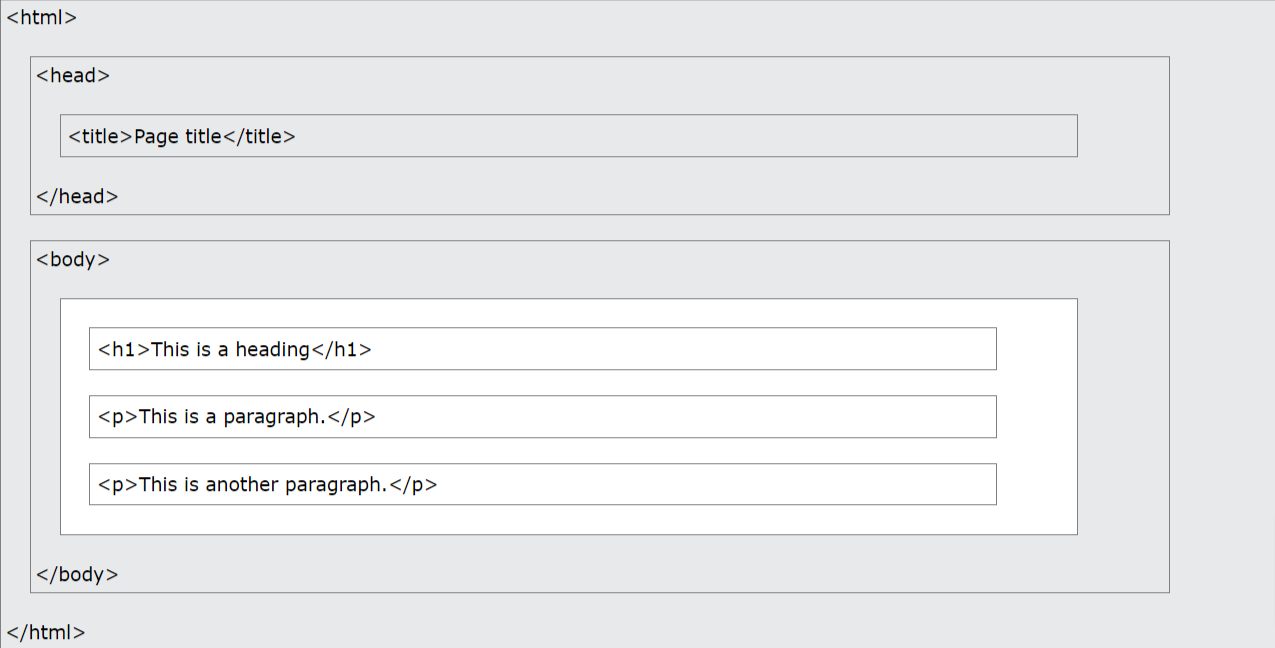 <html>
<head>
<title>Page title</title>
</head>
<body>
<h1>This is a heading</h1>
<p>This is a paragraph.</p>
<p>This is another paragraph.</p>
</body>
</html>